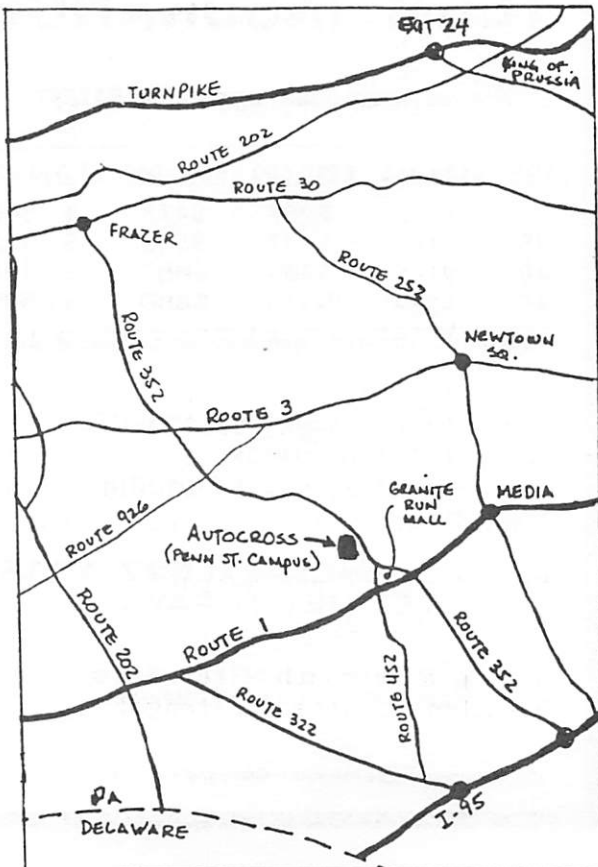 EXIT 24
KING OF
PRUSSIA
TURNPIKE
ROUTE 202
ROUTE 30
FRAZER
ROUTE 252
NEWTOWN
SQ.
ROUTE 352
ROUTE 3
GRANITE
RUN
MALL
MEDIA
ROUTE 926
AUTOCROSS
(PENN ST. CAMPUS)
ROUTE 202
ROUTE 1
ROUTE 452
ROUTE 352
ROUTE 322
I-95
PA
DELAWARE